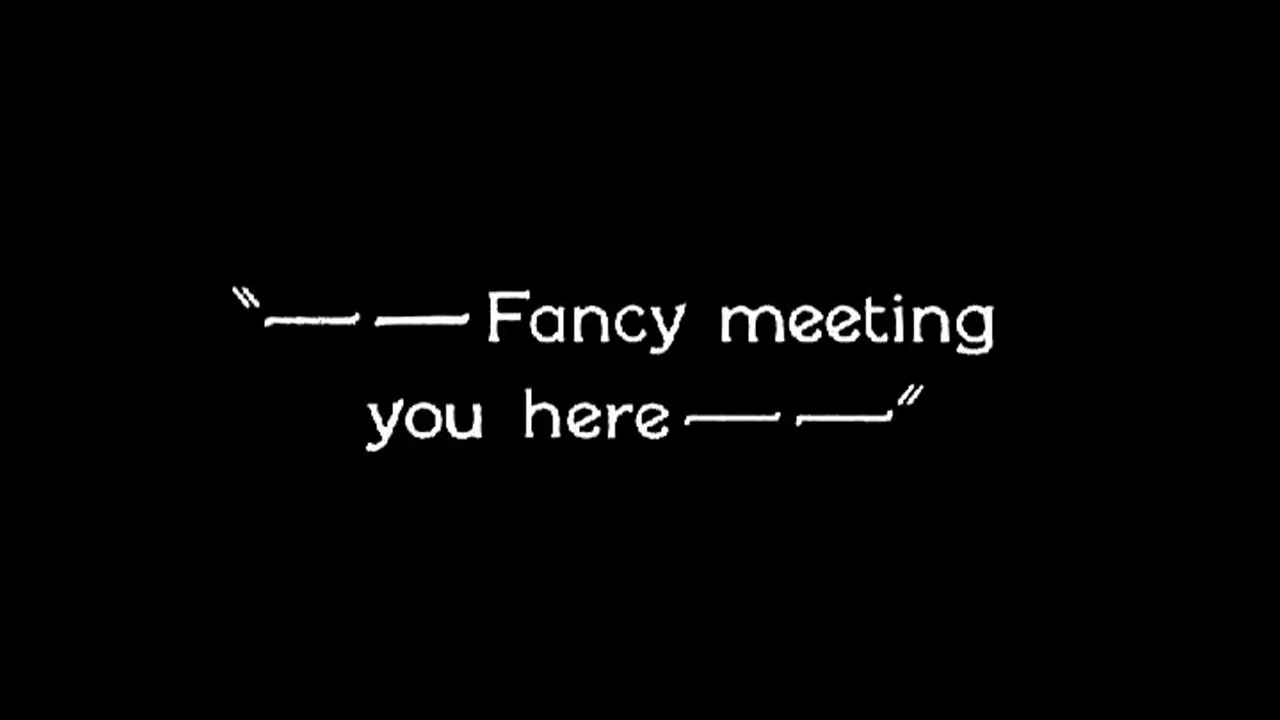 "— — Fancy meeting
you here — —"